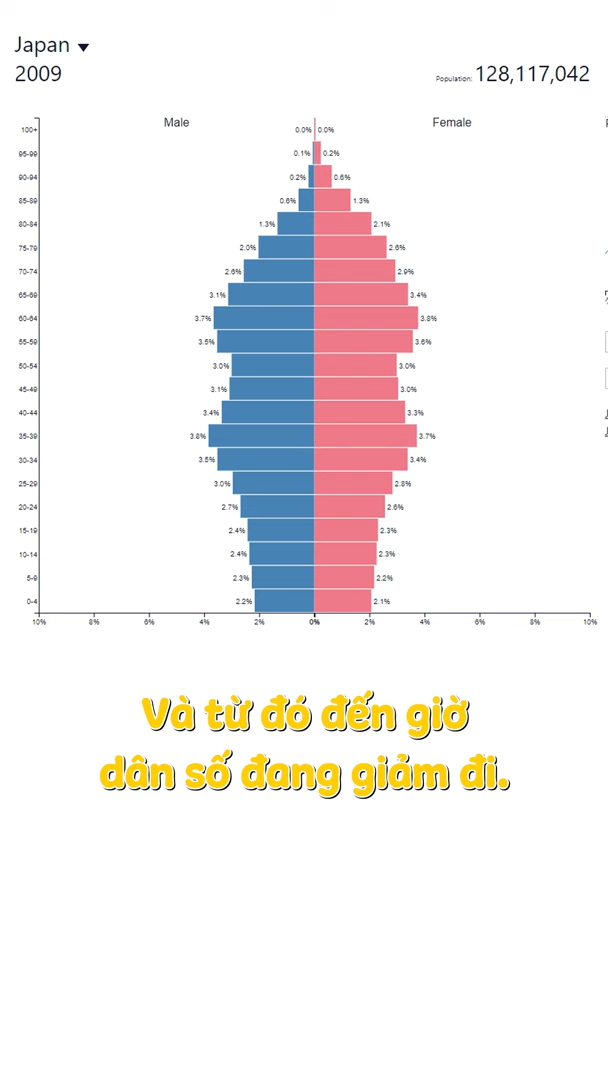 Japan
2009
Population: 128,117,042
Male
Female
100+ 0.0% 0.0%
95-99 0.1% 0.2%
90-94 0.2% 0.6%
85-89 0.6% 1.3%
80-84 1.3% 2.1%
75-79 2.0% 2.6%
70-74 2.6% 2.9%
65-69 3.1% 3.4%
60-64 3.7% 3.8%
55-59 3.5% 3.6%
50-54 3.0% 3.0%
45-49 3.1% 3.0%
40-44 3.4% 3.3%
35-39 3.8% 3.7%
30-34 3.5% 3.4%
25-29 3.0% 2.8%
20-24 2.7% 2.6%
15-19 2.4% 2.3%
10-14 2.4% 2.3%
5-9 2.3% 2.2%
0-4 2.2% 2.1%
10% 8% 6% 4% 2% 0% 2% 4% 6% 8% 10%
Và từ đó đến giờ
dân số đang giảm đi.